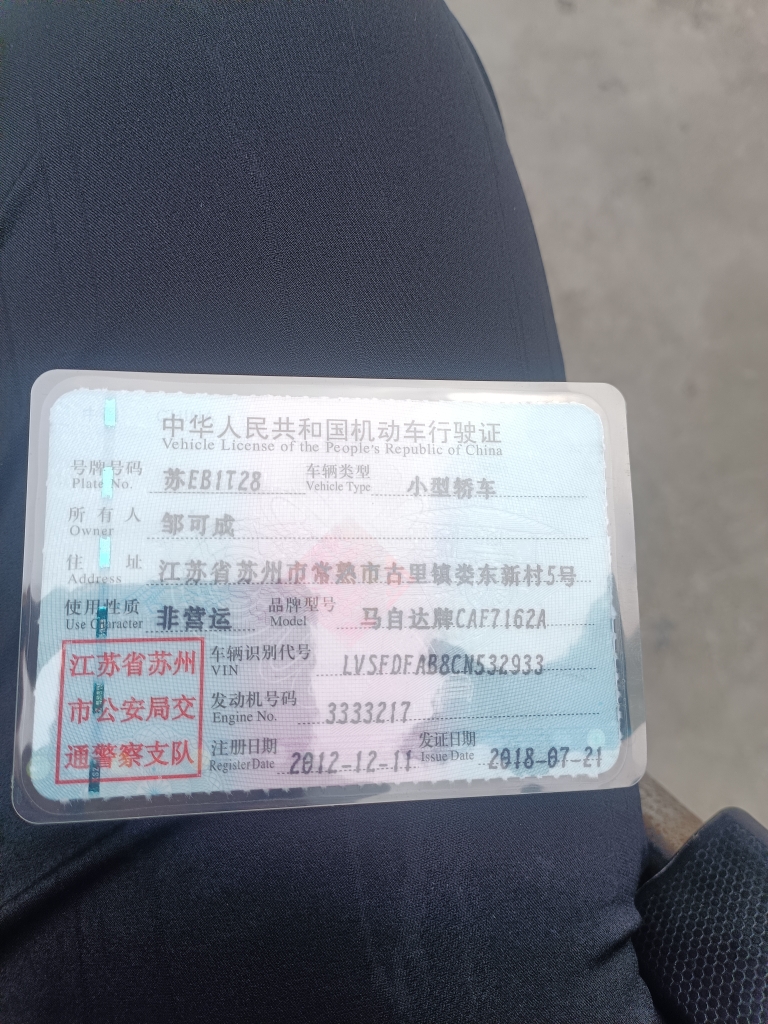 中华人民共和国机动车行驶证
Vehicle License of the People's Republic of China
号牌号码 苏EB1T28 车辆类型 小型轿车
Plate No. Vehicle Type
所有人 邹可成
Owner
住址 江苏省苏州市常熟市古里镇娄东新村5号
Address
使用性质 非营运 品牌型号 马自达牌CAF7162A
Use Character Model
江苏省苏州
市公安局交
通警察支队
车辆识别代号 LVSFDFAB8CN532933
VIN
发动机号码 3333217
Engine No.
注册日期 2012-12-11 发证日期 2018-07-21
Register Date Issue Date